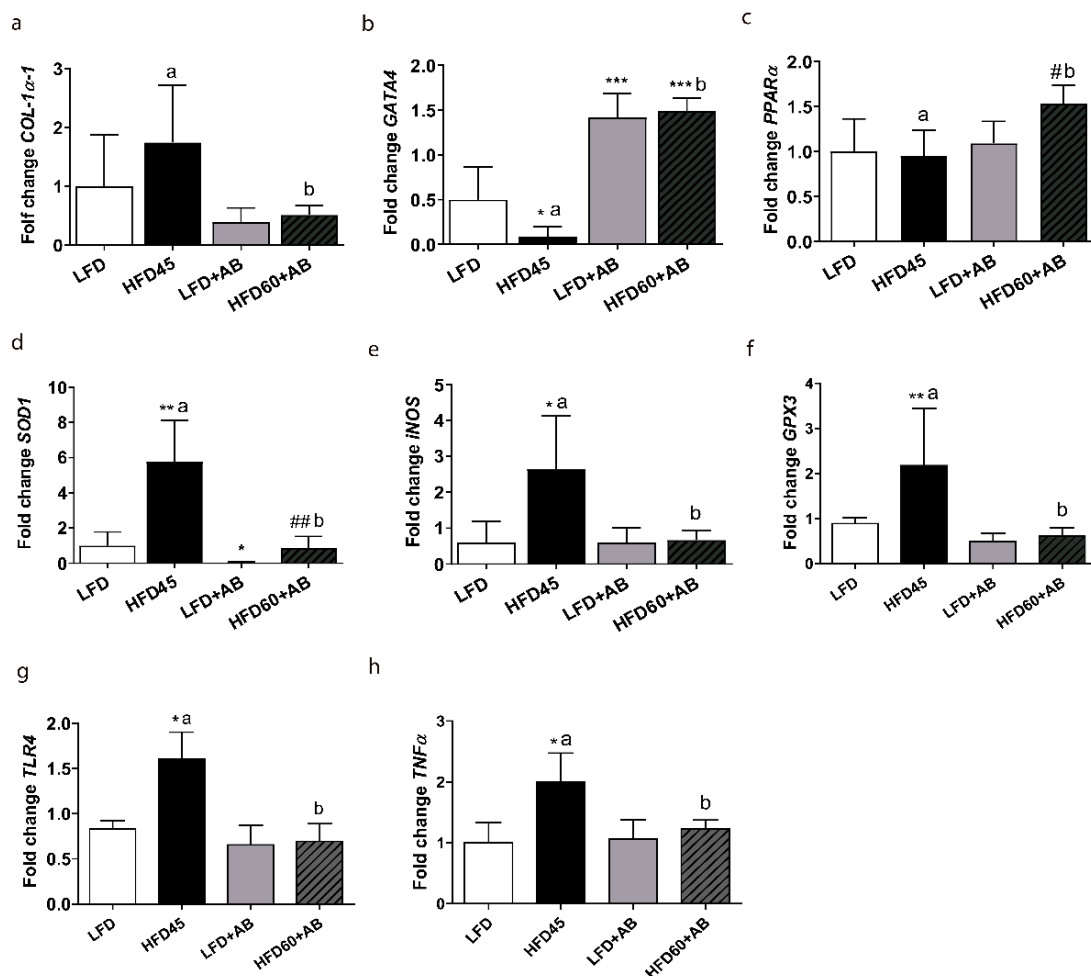 a
Folf change COL-1α-1
3
2
1
0
a
b
LFD
HFD45
LFD+AB
HFD60+AB
b
Fold change GATA4
2.0
1.5
1.0
0.5
0.0
* a
***
*** b
LFD
HFD45
LFD+AB
HFD60+AB
c
Fold change PPARα
2.0
1.5
1.0
0.5
0.0
a
#b
LFD
HFD45
LFD+AB
HFD60+AB
d
Fold change SOD1
10
8
6
4
2
0
** a
*
## b
LFD
HFD45
LFD+AB
HFD60+AB
e
Fold change iNOS
5
4
3
2
1
0
* a
b
LFD
HFD45
LFD+AB
HFD60+AB
f
Fold change GPX3
4
3
2
1
0
** a
b
LFD
HFD45
LFD+AB
HFD60+AB
g
Fold change TLR4
2.0
1.5
1.0
0.5
0.0
* a
b
LFD
HFD45
LFD+AB
HFD60+AB
h
Fold change TNFα
3
2
1
0
* a
b
LFD
HFD45
LFD+AB
HFD60+AB